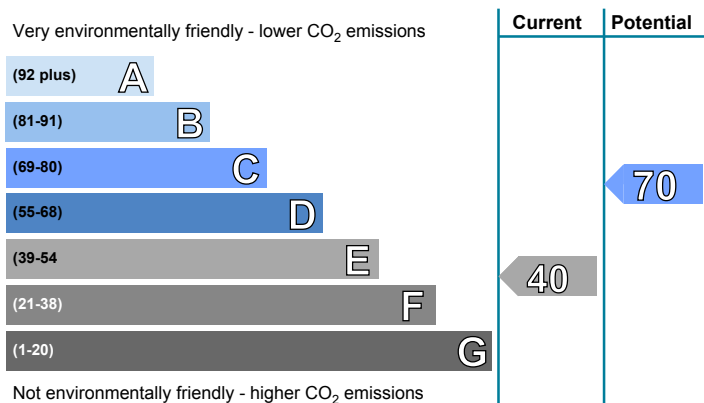 Very environmentally friendly - lower CO2 emissions
Current
Potential
(92 plus) A
(81-91) B
(69-80) C
70
(55-68) D
(39-54 E
40
(21-38) F
(1-20) G
Not environmentally friendly - higher CO2 emissions